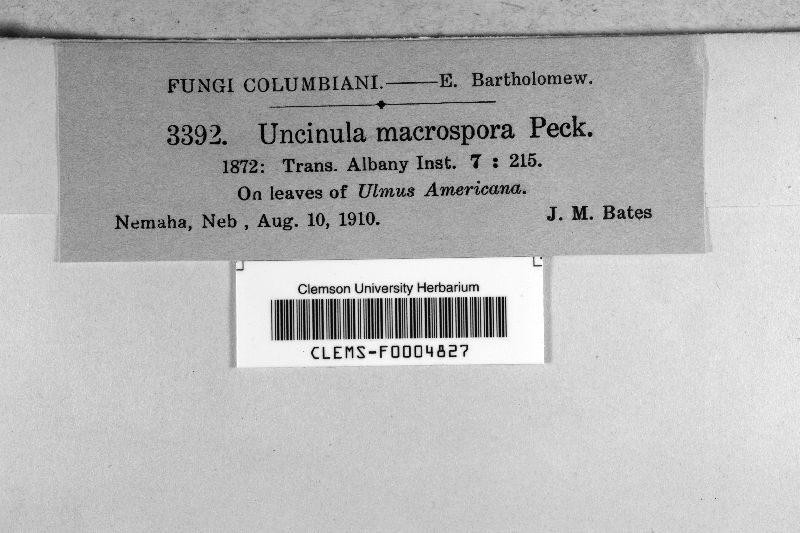 FUNGI COLUMBIANI.——E. Bartholomew.
3392. Uncinula macrospora Peck.
1872: Trans. Albany Inst. 7 : 215.
On leaves of Ulmus Americana.
Nemaha, Neb , Aug. 10, 1910. J. M. Bates
Clemson University Herbarium
CLEMS-F0004827